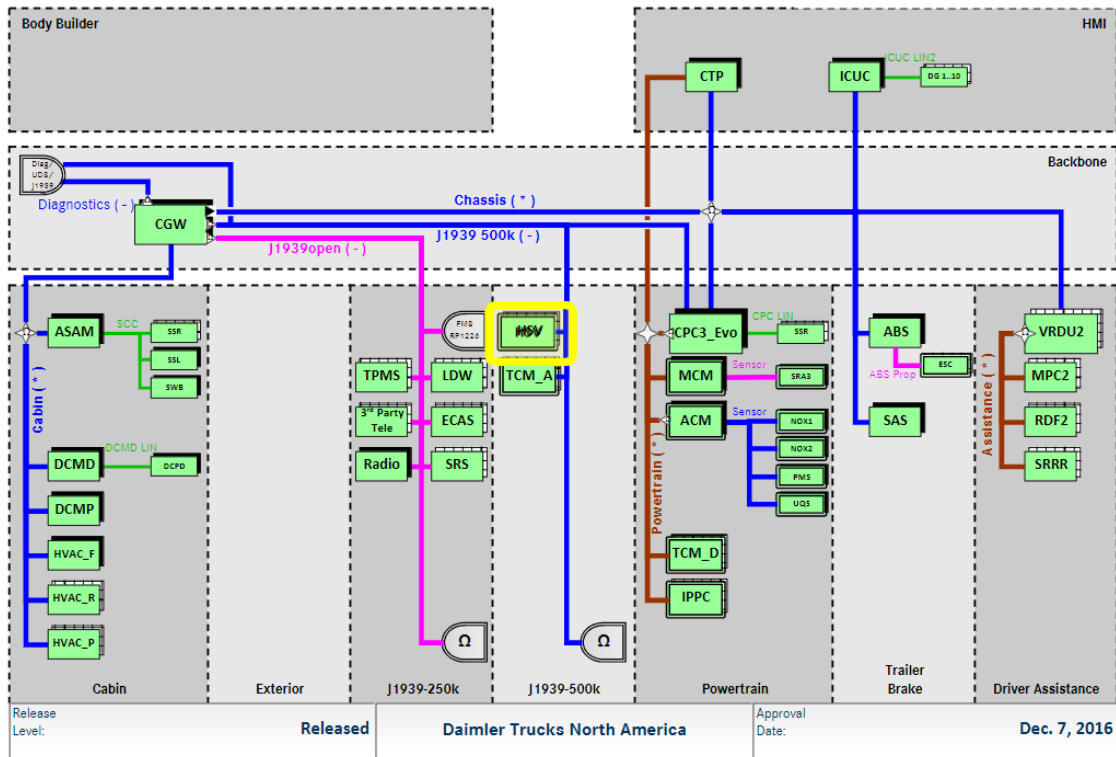 Body Builder
HMI
CTP
ICUC
ICUC LIN2
DG 1..10
Backbone
Diag/
UDS/
J1939
Diagnostics ( - )
CGW
Chassis ( * )
J1939 500k ( - )
J1939open ( - )
ASAM
SCC
SSR
SSL
SWB
Cabin ( * )
DCMD
DCMD LIN
DCPD
DCMP
HVAC_F
HVAC_R
HVAC_P
FMS
RP1226
TPMS
LDW
3rd Party
Tele
ECAS
Radio
SRS
Ω
HSV
TCM_A
Ω
CPC3_Evo
CPC LIN
SSR
MCM
Sensor
SRA3
ACM
Sensor
NOX1
NOX2
PMS
UQS
Powertrain ( * )
TCM_D
IPPC
ABS
ABS Prop
ESC
SAS
VRDU2
MPC2
RDF2
SRRR
Assistance ( * )
Cabin
Exterior
J1939-250k
J1939-500k
Powertrain
Trailer
Brake
Driver Assistance
Release
Level:
Released
Daimler Trucks North America
Approval
Date:
Dec. 7, 2016